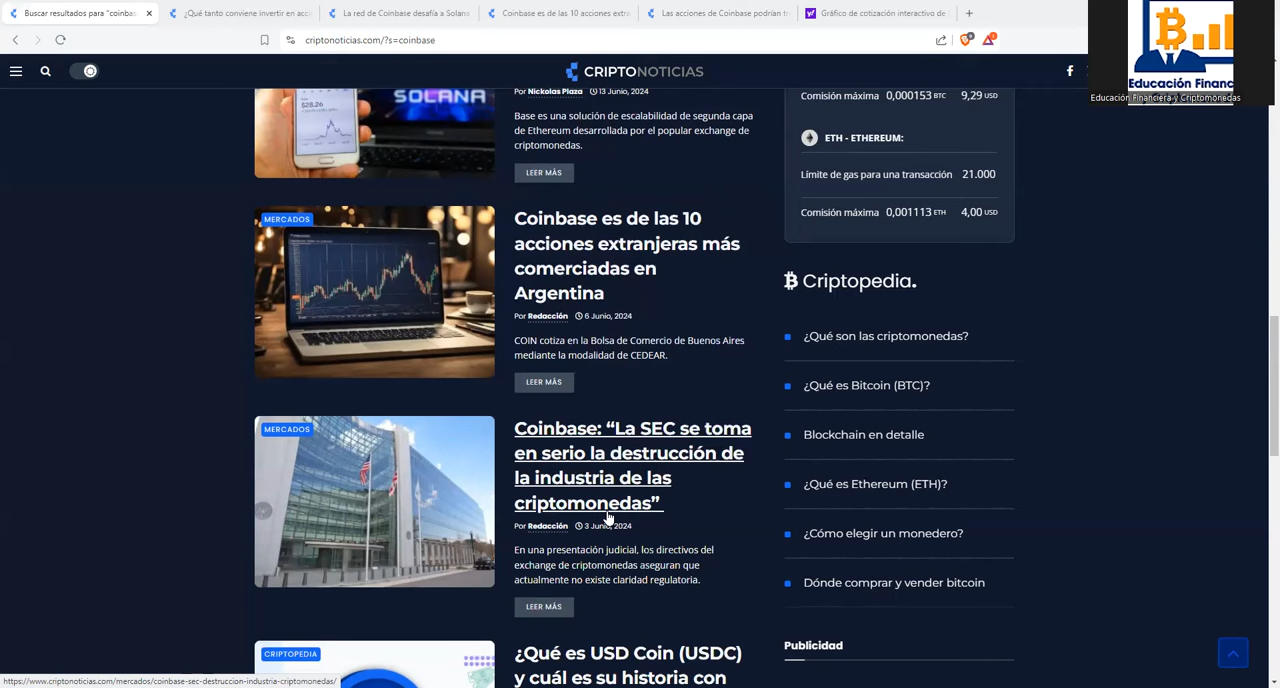 Buscar resultados para "coinbas
¿Qué tanto conviene invertir en acci
La red de Coinbase desafía a Solana
Coinbase es de las 10 acciones extra
Las acciones de Coinbase podrían tr
Gráfico de cotización interactivo de
criptonoticias.com/?s=coinbase
CRIPTONOTICIAS
Educación Financ
Educación Financiera y Criptomonedas
$28.26
SOLANA
Por Nickolas Plaza 13 Junio, 2024
Base es una solución de escalabilidad de segunda capa
de Ethereum desarrollada por el popular exchange de
criptomonedas.
LEER MÁS
MERCADOS
Coinbase es de las 10
acciones extranjeras más
comerciadas en
Argentina
Por Redacción 6 Junio, 2024
COIN cotiza en la Bolsa de Comercio de Buenos Aires
mediante la modalidad de CEDEAR.
LEER MÁS
MERCADOS
Coinbase: “La SEC se toma
en serio la destrucción de
la industria de las
criptomonedas”
Por Redacción 3 Junio, 2024
En una presentación judicial, los directivos del
exchange de criptomonedas aseguran que
actualmente no existe claridad regulatoria.
LEER MÁS
CRIPTOPEDIA
¿Qué es USD Coin (USDC)
y cuál es su historia con
Comisión máxima 0,000153 BTC 9,29 USD
ETH - ETHEREUM:
Límite de gas para una transacción 21.000
Comisión máxima 0,001113 ETH 4,00 USD
Criptopedia.
¿Qué son las criptomonedas?
¿Qué es Bitcoin (BTC)?
Blockchain en detalle
¿Qué es Ethereum (ETH)?
¿Cómo elegir un monedero?
Dónde comprar y vender bitcoin
Publicidad
https://www.criptonoticias.com/mercados/coinbase-sec-destruccion-industria-criptomonedas/